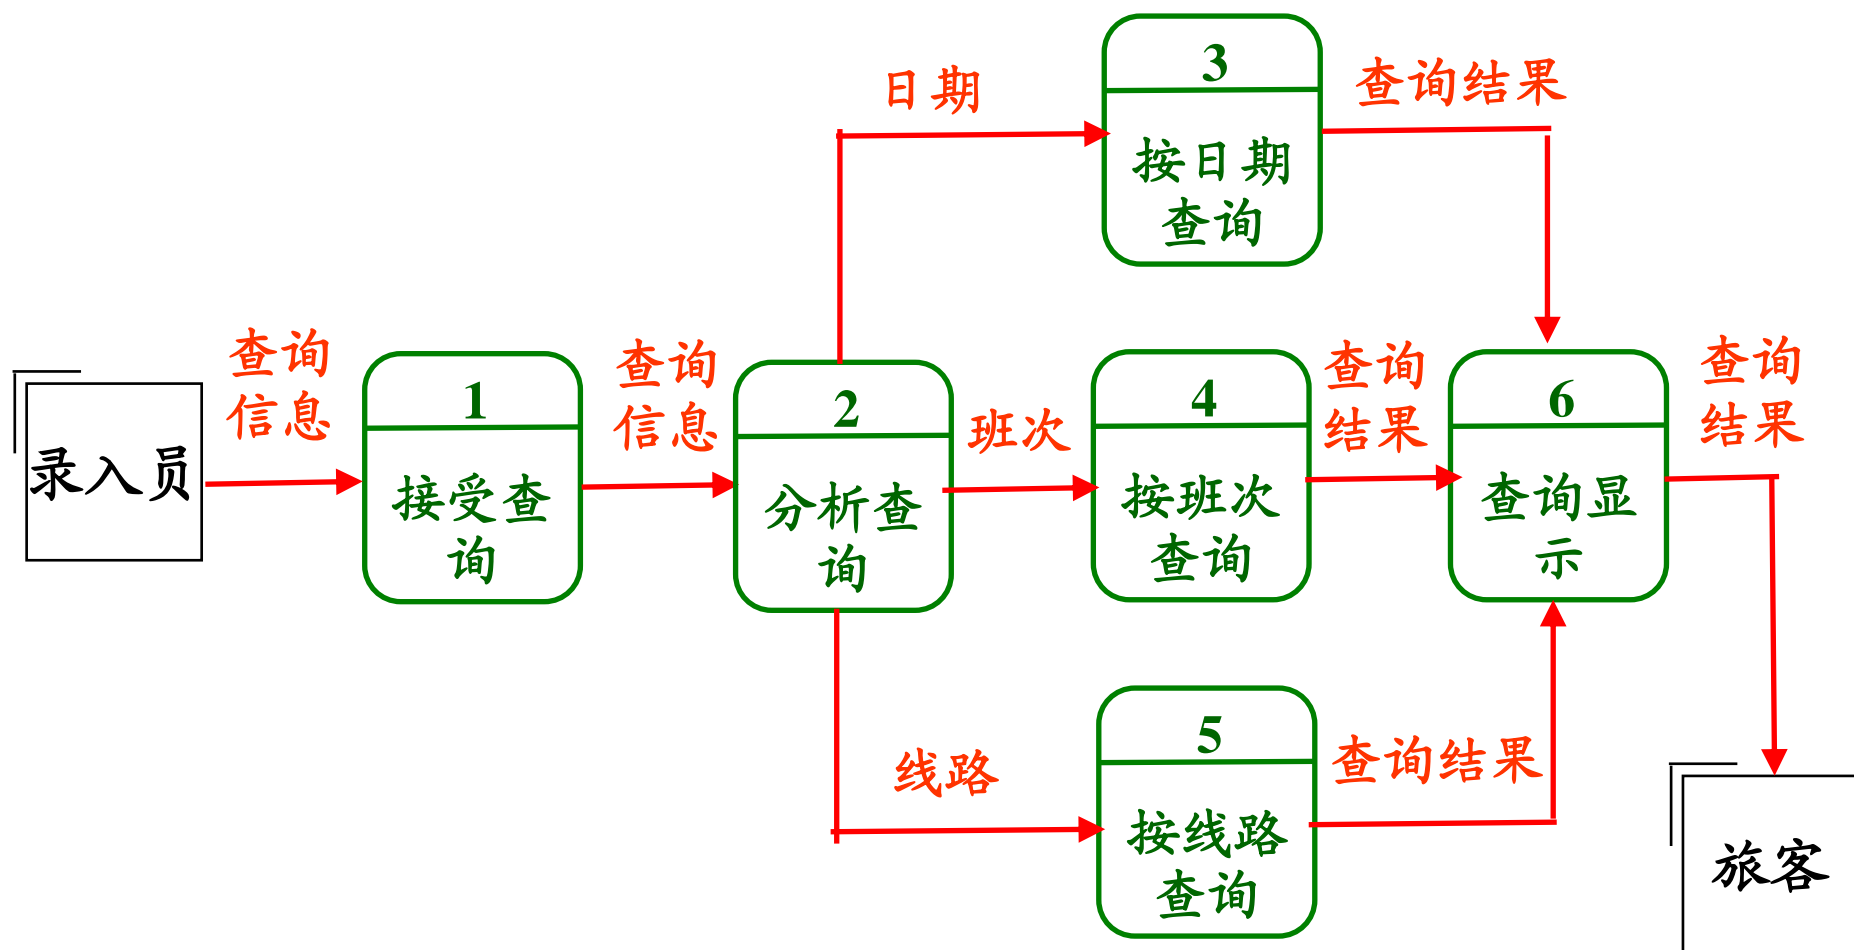 录入员
查询
信息
1
接受查
询
查询
信息
2
分析查
询
日期
3
按日期
查询
查询结果
班次
4
按班次
查询
查询
结果
线路
5
按线路
查询
查询结果
6
查询显
示
查询
结果
旅客